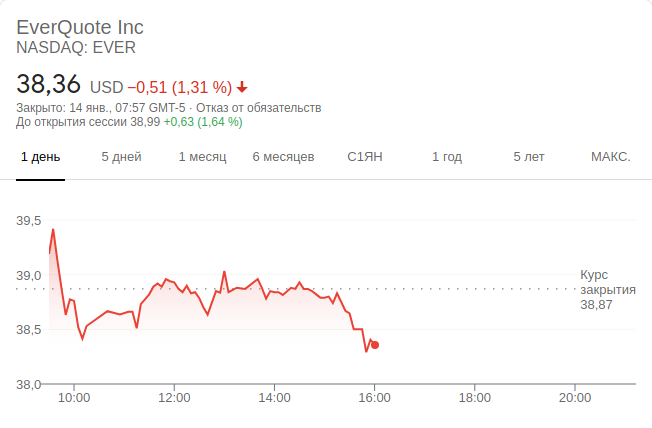 EverQuote Inc
NASDAQ: EVER
38,36 USD −0,51 (1,31 %)
Закрыто: 14 янв., 07:57 GMT-5 · Отказ от обязательств
До открытия сессии 38,99 +0,63 (1,64 %)
1 день 5 дней 1 месяц 6 месяцев С1ЯН 1 год 5 лет МАКС.
39,5
39,0
38,5
38,0
Курс
закрытия
38,87
10:00 12:00 14:00 16:00 18:00 20:00